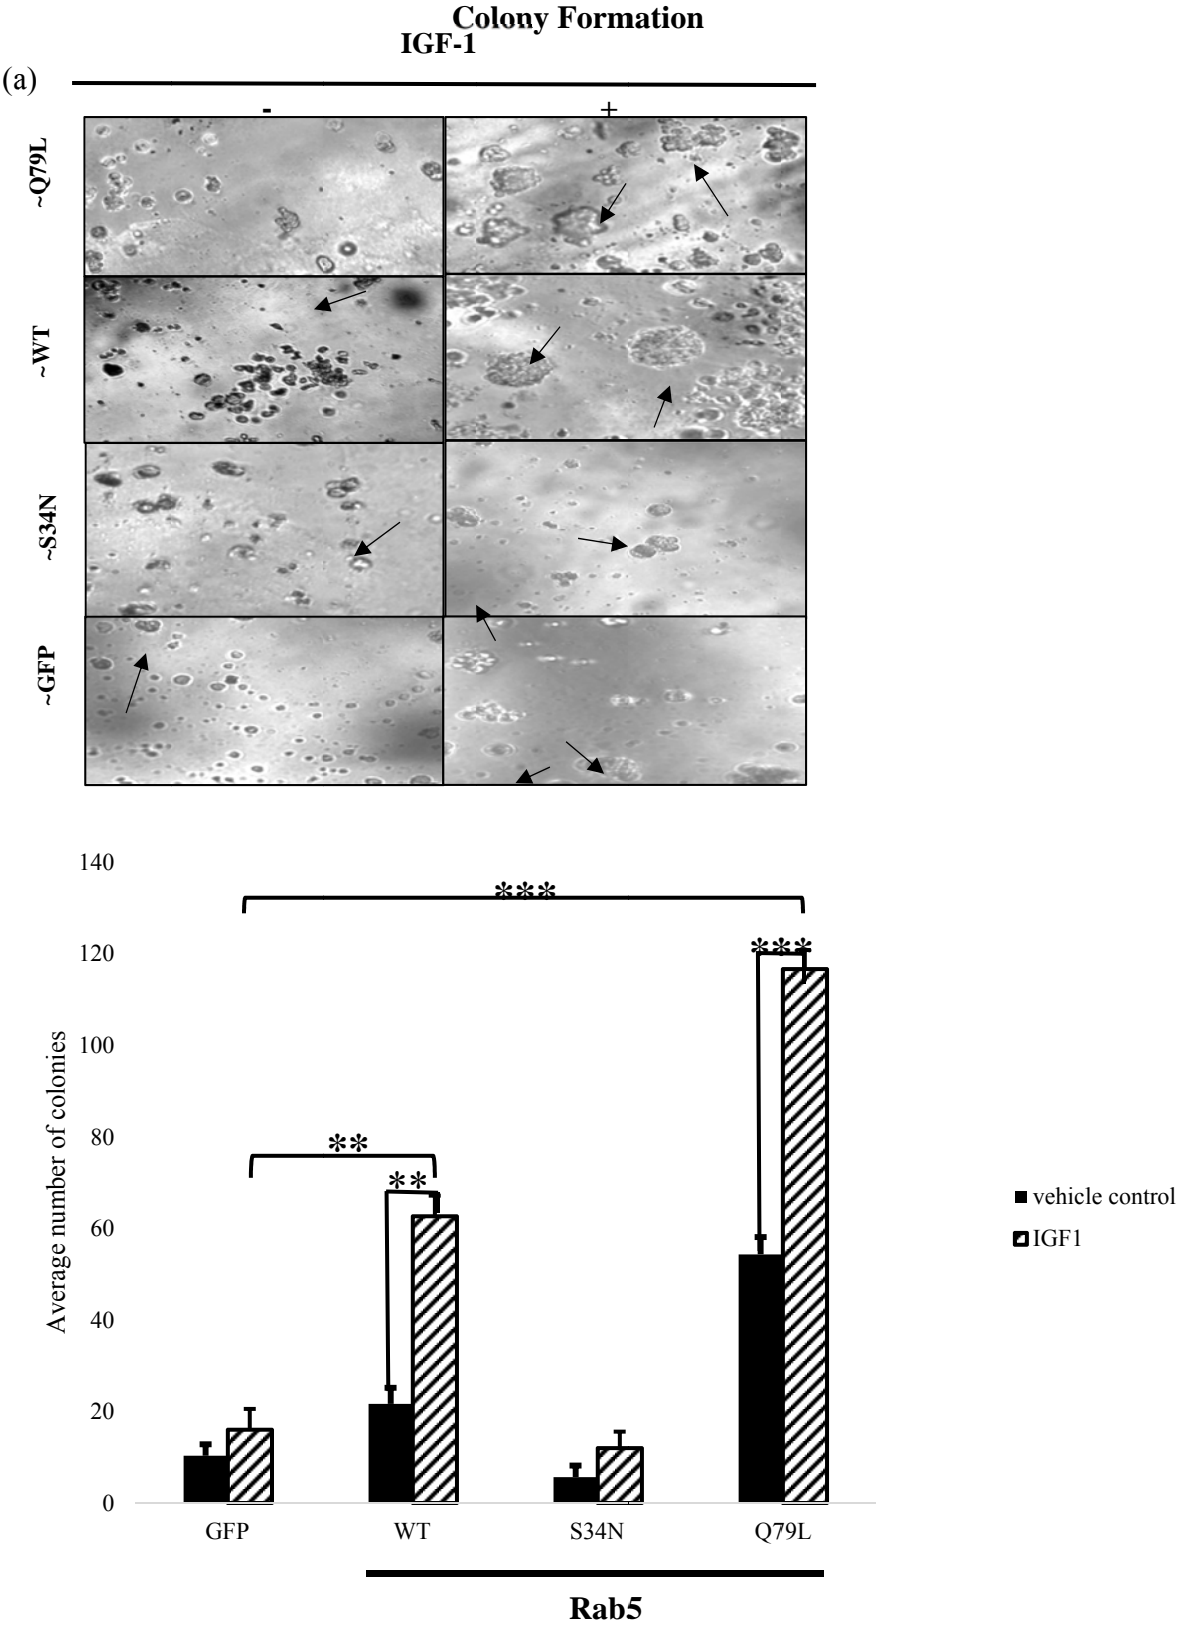 Colony Formation
IGF-1
(a)
- +
~Q79L
~WT
~S34N
~GFP
140
***
120
***
100
80
**
**
60
40
20
0
Average number of colonies
vehicle control
IGF1
GFP WT S34N Q79L
Rab5